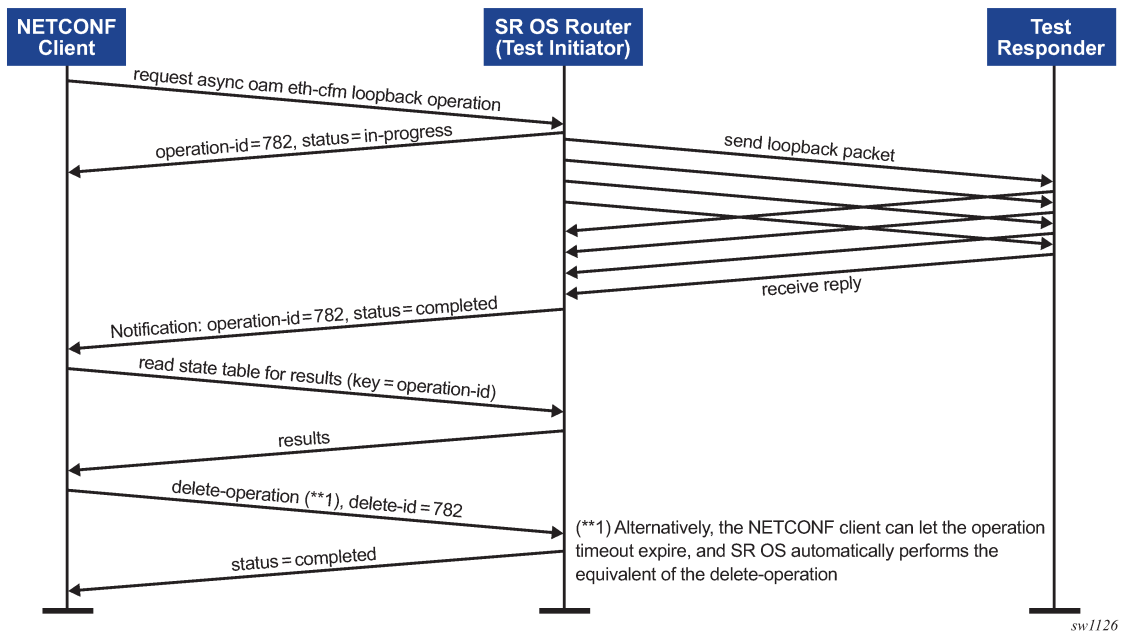 NETCONF
Client
SR OS Router
(Test Initiator)
Test
Responder
request async oam eth-cfm loopback operation
operation-id=782, status=in-progress
send loopback packet
receive reply
Notification: operation-id=782, status=completed
read state table for results (key=operation-id)
results
delete-operation (**1), delete-id=782
(**1) Alternatively, the NETCONF client can let the operation
timeout expire, and SR OS automatically performs the
equivalent of the delete-operation
status=completed
sw1126